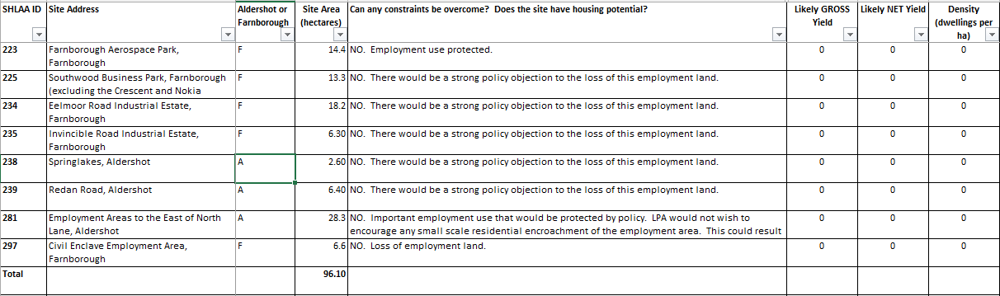 SHLAA ID Site Address Aldershot or Farnborough Site Area (hectares) Can any constraints be overcome?  Does the site have housing potential? Likely GROSS Yield Likely NET Yield Density (dwellings per ha)
223 Farnborough Aerospace Park, Farnborough F 14.4 NO.  Employment use protected. 0 0 0
225 Southwood Business Park, Farnborough (excluding the Crescent and Nokia F 13.3 NO.  There would be a strong policy objection to the loss of this employment land. 0 0 0
234 Eelmoor Road Industrial Estate, Farnborough F 18.2 NO.  There would be a strong policy objection to the loss of this employment land. 0 0 0
235 Invincible Road Industrial Estate, Farnborough F 6.30 NO.  There would be a strong policy objection to the loss of this employment land. 0 0 0
238 Springlakes, Aldershot A 2.60 NO.  There would be a strong policy objection to the loss of this employment land. 0 0 0
239 Redan Road, Aldershot A 6.40 NO.  There would be a strong policy objection to the loss of this employment land. 0 0 0
281 Employment Areas to the East of North Lane, Aldershot A 28.3 NO.  Important employment use that would be protected by policy.  LPA would not wish to encourage any small scale residential encroachment of the employment area.  This could result 0 0 0
297 Civil Enclave Employment Area, Farnborough F 6.6 NO.  Loss of employment land. 0 0 0
Total 96.10